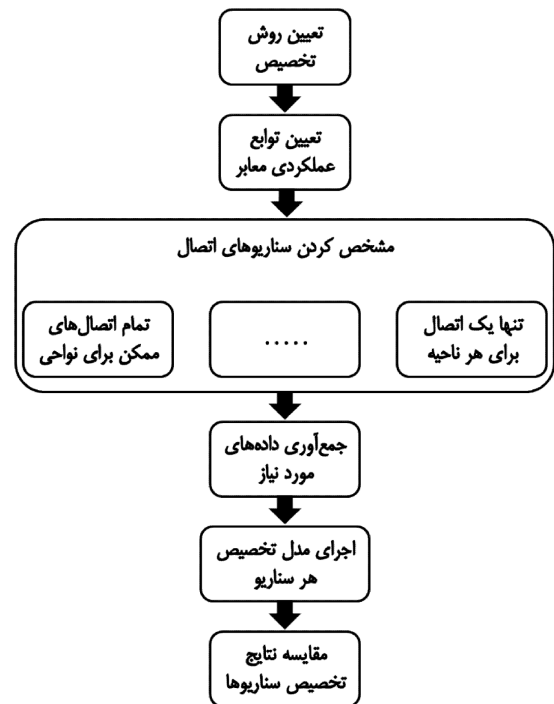 تعیین روش
تخصیص
تعیین توابع
عملکردی معابر
مشخص کردن سناریوهای اتصال
تنها یک اتصال
برای هر ناحیه
.....
تمام اتصال‌های
ممکن برای نواحی
جمع‌آوری داده‌های
مورد نیاز
اجرای مدل تخصیص
هر سناریو
مقایسه نتایج
تخصیص سناریوها